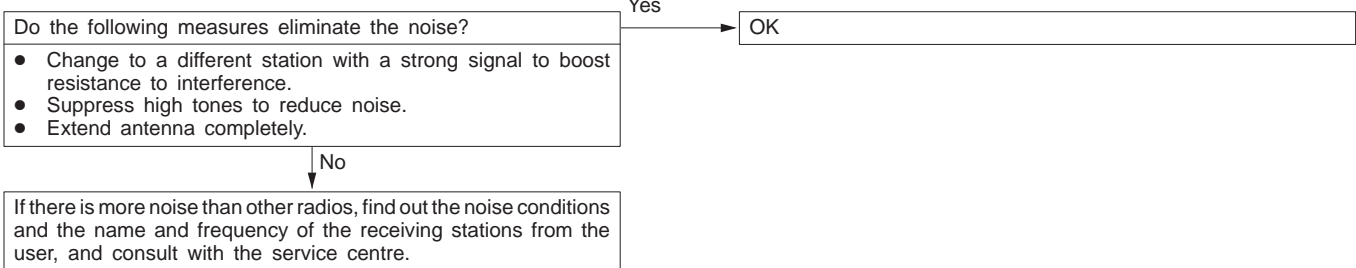 Yes
Do the following measures eliminate the noise?
OK
● Change to a different station with a strong signal to boost
resistance to interference.
● Suppress high tones to reduce noise.
● Extend antenna completely.
No
If there is more noise than other radios, find out the noise conditions
and the name and frequency of the receiving stations from the
user, and consult with the service centre.